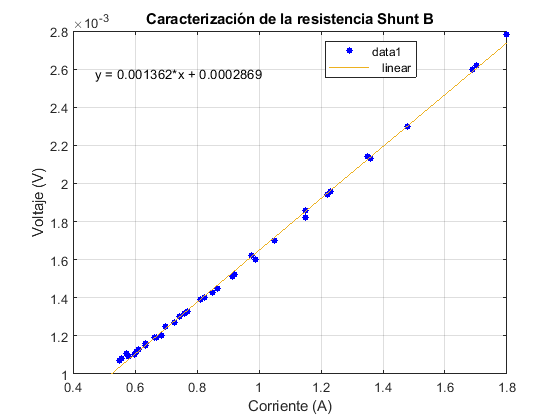 Caracterización de la resistencia Shunt B
×10-3
2.8
2.6
2.4
2.2
2
1.8
1.6
1.4
1.2
1
y = 0.001362*x + 0.0002869
data1
linear
Voltaje (V)
0.4 0.6 0.8 1 1.2 1.4 1.6 1.8
Corriente (A)